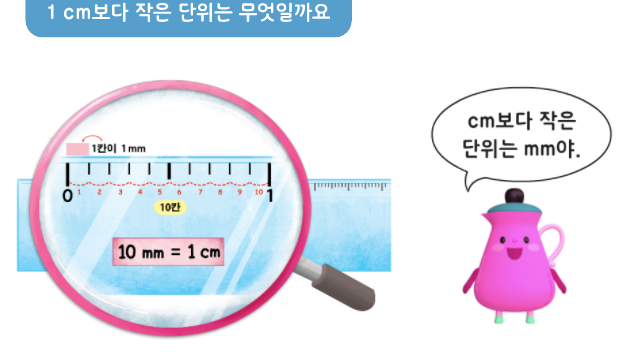 1 cm보다 작은 단위는 무엇일까요
1칸이 1 mm
0 1 2 3 4 5 6 7 8 9 10 1
10칸
10 mm = 1 cm
cm보다 작은
단위는 mm야.